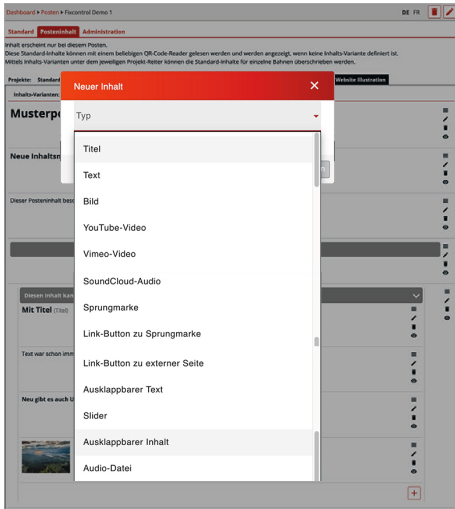 Dashboard ▸ Posten ▸ Fixcontrol Demo 1
DE FR
Standard Posteninhalt Administration
Inhalt erscheint nur bei diesem Posten.
Diese Standard-Inhalte können mit einem beliebigen QR-Code-Reader gelesen werden und werden angezeigt, wenn keine Inhalts-Variante definiert ist.
Mittels Inhalts-Varianten unter dem jeweiligen Projekt-Reiter können die Standard-Inhalte für einzelne Bahnen überschrieben werden.
Projekte: Standard
Website Illustration
Inhalts-Varianten:
Neuer Inhalt
Musterp
Typ
Neue Inhaltsm
Titel
Text
Bild
Dieser Posteninhalt besc
YouTube-Video
Vimeo-Video
SoundCloud-Audio
Diesen Inhalt kan
Sprungmarke
Mit Titel (Titel)
Link-Button zu Sprungmarke
Text war schon imm
Link-Button zu externer Seite
Ausklappbarer Text
Neu gibt es auch U
Slider
Ausklappbarer Inhalt
Audio-Datei